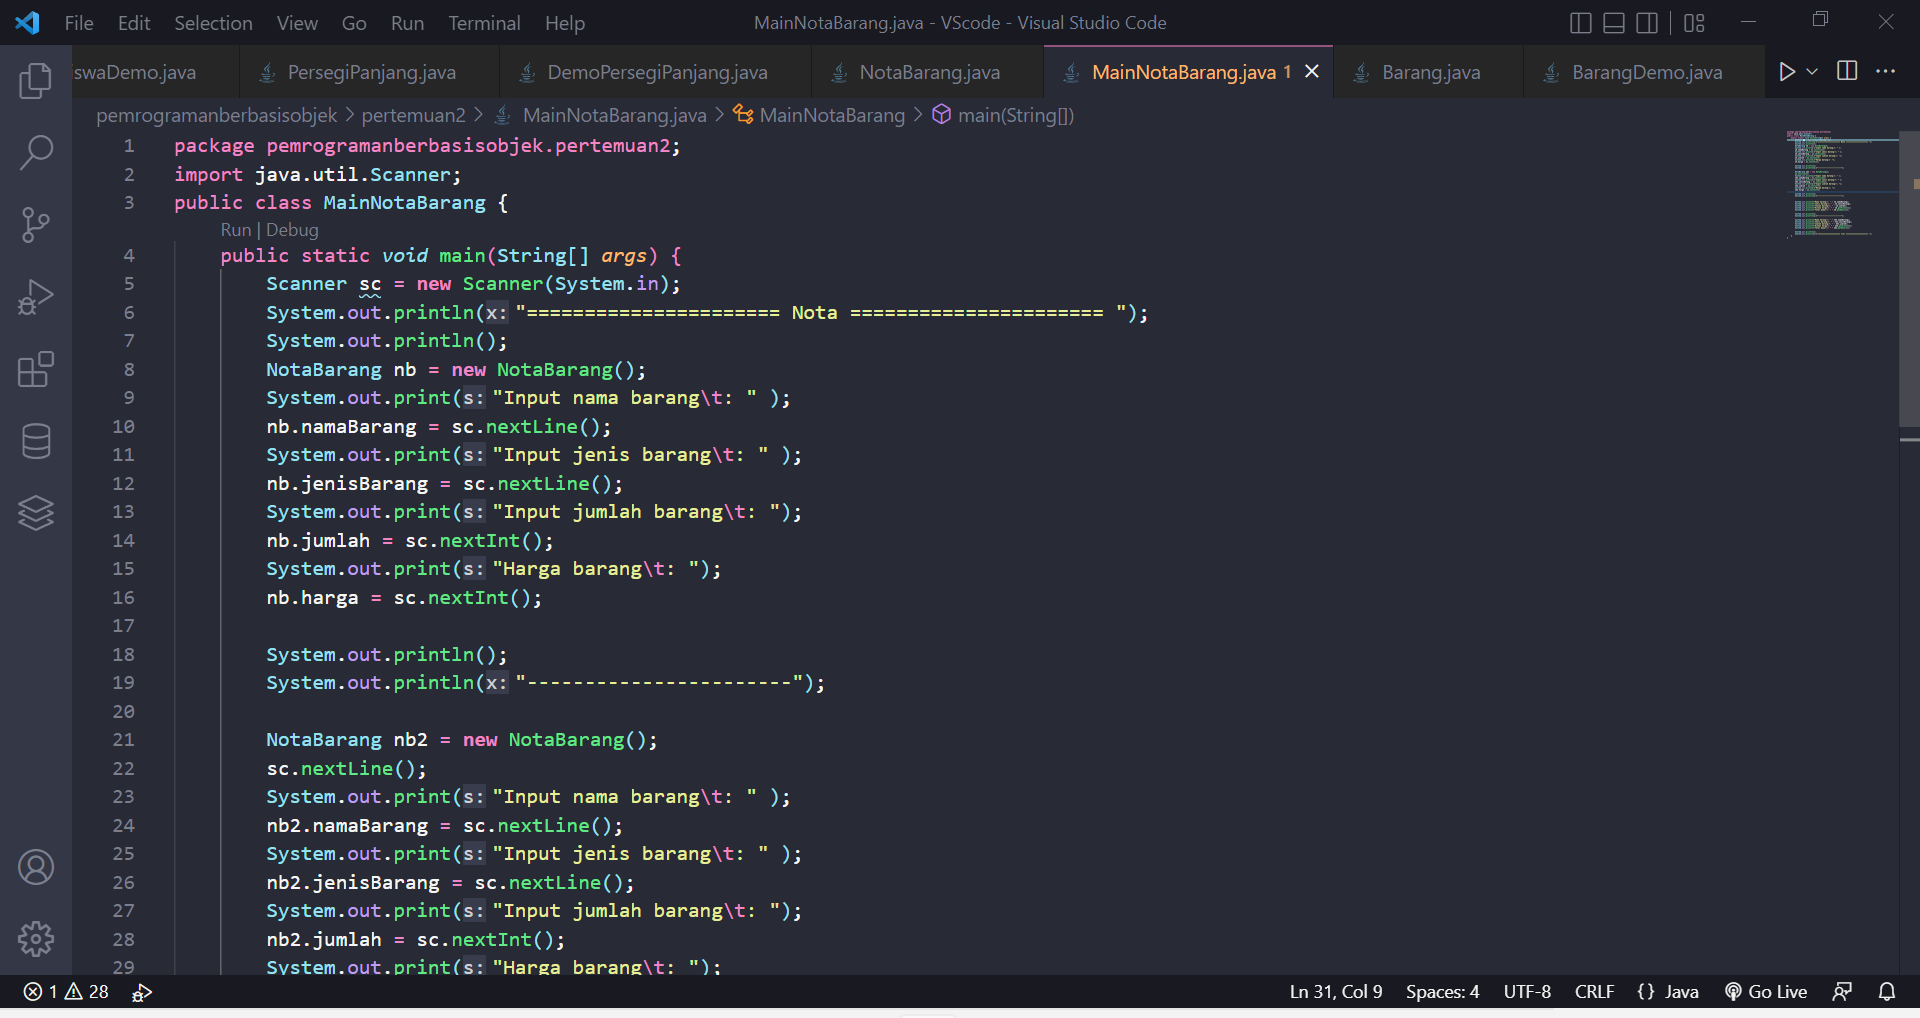 File Edit Selection View Go Run Terminal Help MainNotaBarang.java - VScode - Visual Studio Code
iswaDemo.java PersegiPanjang.java DemoPersegiPanjang.java NotaBarang.java MainNotaBarang.java 1 Barang.java BarangDemo.java
pemrogramanberbasisobjek > pertemuan2 > MainNotaBarang.java > MainNotaBarang > main(String[])
1 package pemrogramanberbasisobjek.pertemuan2;
2 import java.util.Scanner;
3 public class MainNotaBarang {
Run | Debug
4 public static void main(String[] args) {
5 Scanner sc = new Scanner(System.in);
6 System.out.println(x: "====================== Nota ====================== ");
7 System.out.println();
8 NotaBarang nb = new NotaBarang();
9 System.out.print(s: "Input nama barang\t: " );
10 nb.namaBarang = sc.nextLine();
11 System.out.print(s: "Input jenis barang\t: " );
12 nb.jenisBarang = sc.nextLine();
13 System.out.print(s: "Input jumlah barang\t: ");
14 nb.jumlah = sc.nextInt();
15 System.out.print(s: "Harga barang\t: ");
16 nb.harga = sc.nextInt();
17
18 System.out.println();
19 System.out.println(x: "-----------------------");
20
21 NotaBarang nb2 = new NotaBarang();
22 sc.nextLine();
23 System.out.print(s: "Input nama barang\t: " );
24 nb2.namaBarang = sc.nextLine();
25 System.out.print(s: "Input jenis barang\t: " );
26 nb2.jenisBarang = sc.nextLine();
27 System.out.print(s: "Input jumlah barang\t: ");
28 nb2.jumlah = sc.nextInt();
29 System.out.print(s: "Harga barang\t: ");
1 28 Ln 31, Col 9 Spaces: 4 UTF-8 CRLF {} Java Go Live